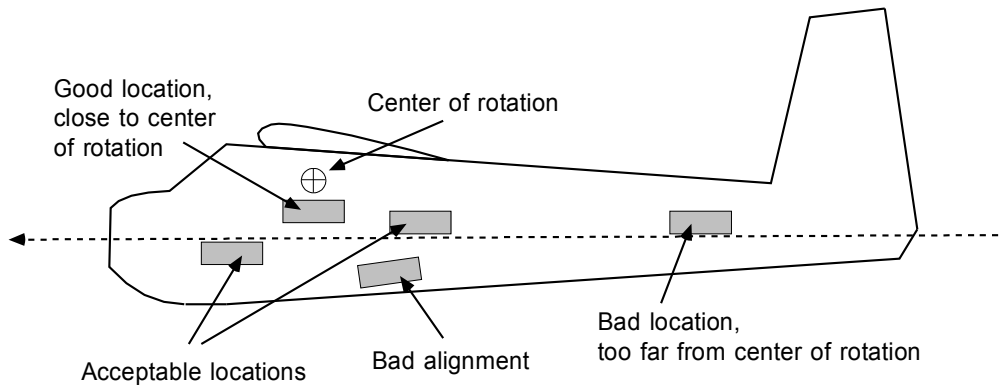 Good location,
close to center
of rotation
Center of rotation
Acceptable locations
Bad alignment
Bad location,
too far from center of rotation